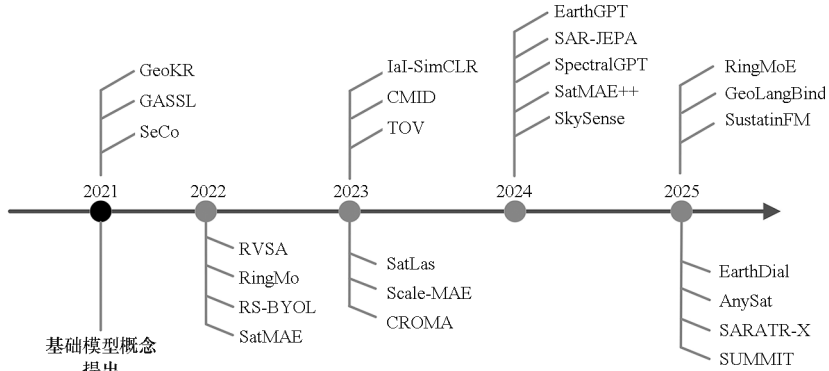 GeoKR
GASSL
SeCo
IaI-SimCLR
CMID
TOV
EarthGPT
SAR-JEPA
SpectralGPT
SatMAE++
SkySense
RingMoE
GeoLangBind
SustatinFM
2021
2022
2023
2024
2025
基础模型概念
提出
RVSA
RingMo
RS-BYOL
SatMAE
SatLas
Scale-MAE
CROMA
EarthDial
AnySat
SARATR-X
SUMMIT